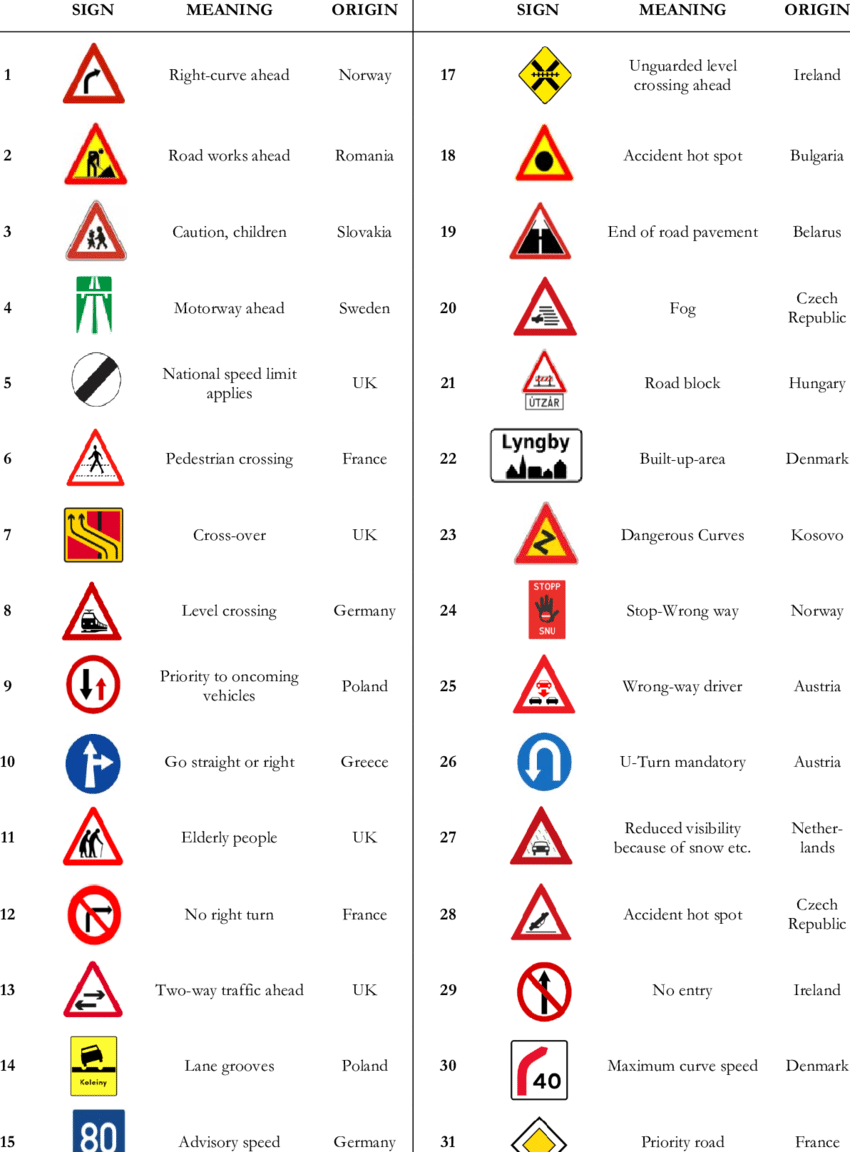 SIGN MEANING ORIGIN
1 Right-curve ahead Norway
2 Road works ahead Romania
3 Caution, children Slovakia
4 Motorway ahead Sweden
5 National speed limit
applies UK
6 Pedestrian crossing France
7 Cross-over UK
8 Level crossing Germany
9 Priority to oncoming
vehicles Poland
10 Go straight or right Greece
11 Elderly people UK
12 No right turn France
13 Two-way traffic ahead UK
14 Koleiny Lane grooves Poland
15 80 Advisory speed Germany
SIGN MEANING ORIGIN
17 Unguarded level
crossing ahead Ireland
18 Accident hot spot Bulgaria
19 End of road pavement Belarus
20 Fog Czech
Republic
21 ÚTZÁR Road block Hungary
22 Lyngby Built-up-area Denmark
23 Dangerous Curves Kosovo
24 STOPP
SNU Stop-Wrong way Norway
25 Wrong-way driver Austria
26 U-Turn mandatory Austria
27 Reduced visibility Nether-
because of snow etc. lands
28 Accident hot spot Czech
Republic
29 No entry Ireland
30 40 Maximum curve speed Denmark
31 Priority road France